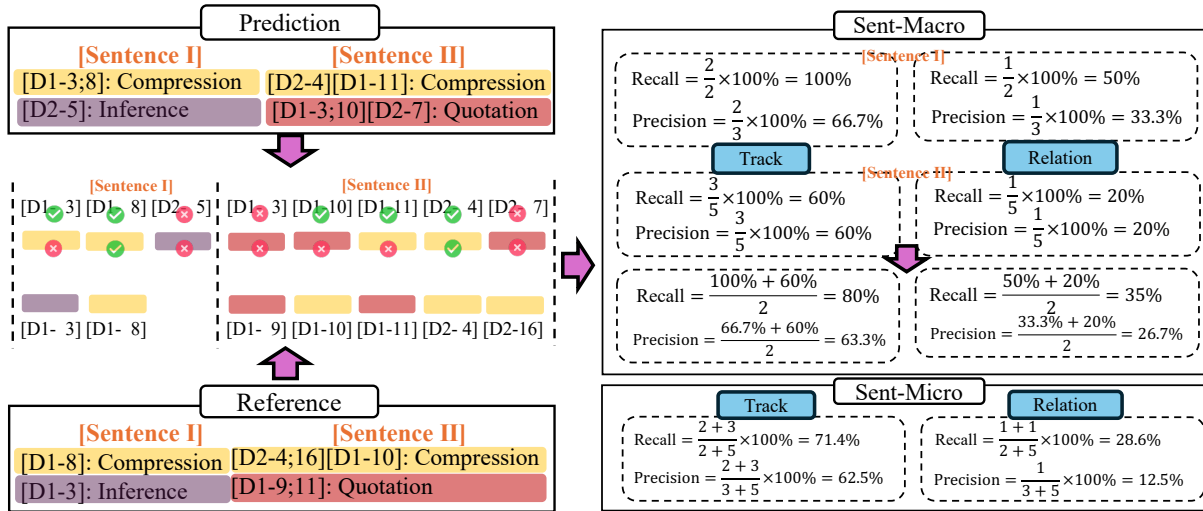 Prediction
[Sentence I]
[Sentence II]
[D1-3;8]: Compression
[D2-4][D1-11]: Compression
[D2-5]: Inference
[D1-3;10][D2-7]: Quotation
[Sentence I]
[Sentence II]
[D1- 3] [D1- 8] [D2- 5]
[D1- 3] [D1-10] [D1-11] [D2- 4] [D2- 7]
[D1- 3] [D1- 8]
[D1- 9] [D1-10] [D1-11] [D2- 4] [D2-16]
Reference
[Sentence I]
[Sentence II]
[D1-8]: Compression
[D2-4;16][D1-10]: Compression
[D1-3]: Inference
[D1-9;11]: Quotation
Sent-Macro
[Sentence I]
Recall = 2/2 ×100% = 100%
Precision = 2/3 ×100% = 66.7%
Recall = 1/2 ×100% = 50%
Precision = 1/3 ×100% = 33.3%
Track
Relation
[Sentence II]
Recall = 3/5 ×100% = 60%
Precision = 3/5 ×100% = 60%
Recall = 1/5 ×100% = 20%
Precision = 1/5 ×100% = 20%
Recall = 100% + 60%/2 = 80%
Precision = 66.7% + 60%/2 = 63.3%
Recall = 50% + 20%/2 = 35%
Precision = 33.3% + 20%/2 = 26.7%
Sent-Micro
Track
Relation
Recall = 2 + 3/2 + 5 ×100% = 71.4%
Precision = 2 + 3/3 + 5 ×100% = 62.5%
Recall = 1 + 1/2 + 5 ×100% = 28.6%
Precision = 1/3 + 5 ×100% = 12.5%